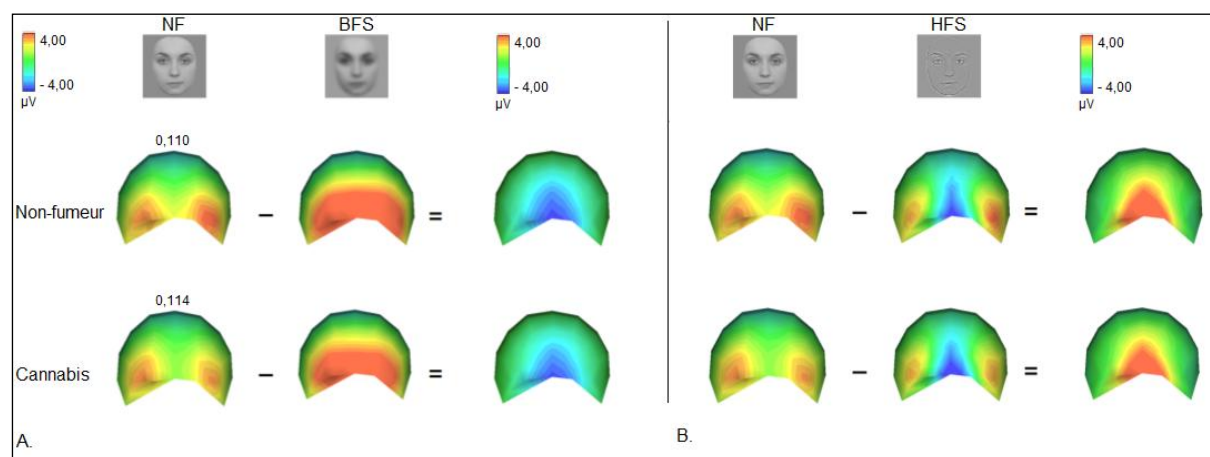 NF
BFS
4,00
- 4,00
µV
4,00
- 4,00
µV
0,110
Non-fumeur
–
=
0,114
Cannabis
–
=
A.
NF
HFS
4,00
- 4,00
µV
–
=
–
=
B.